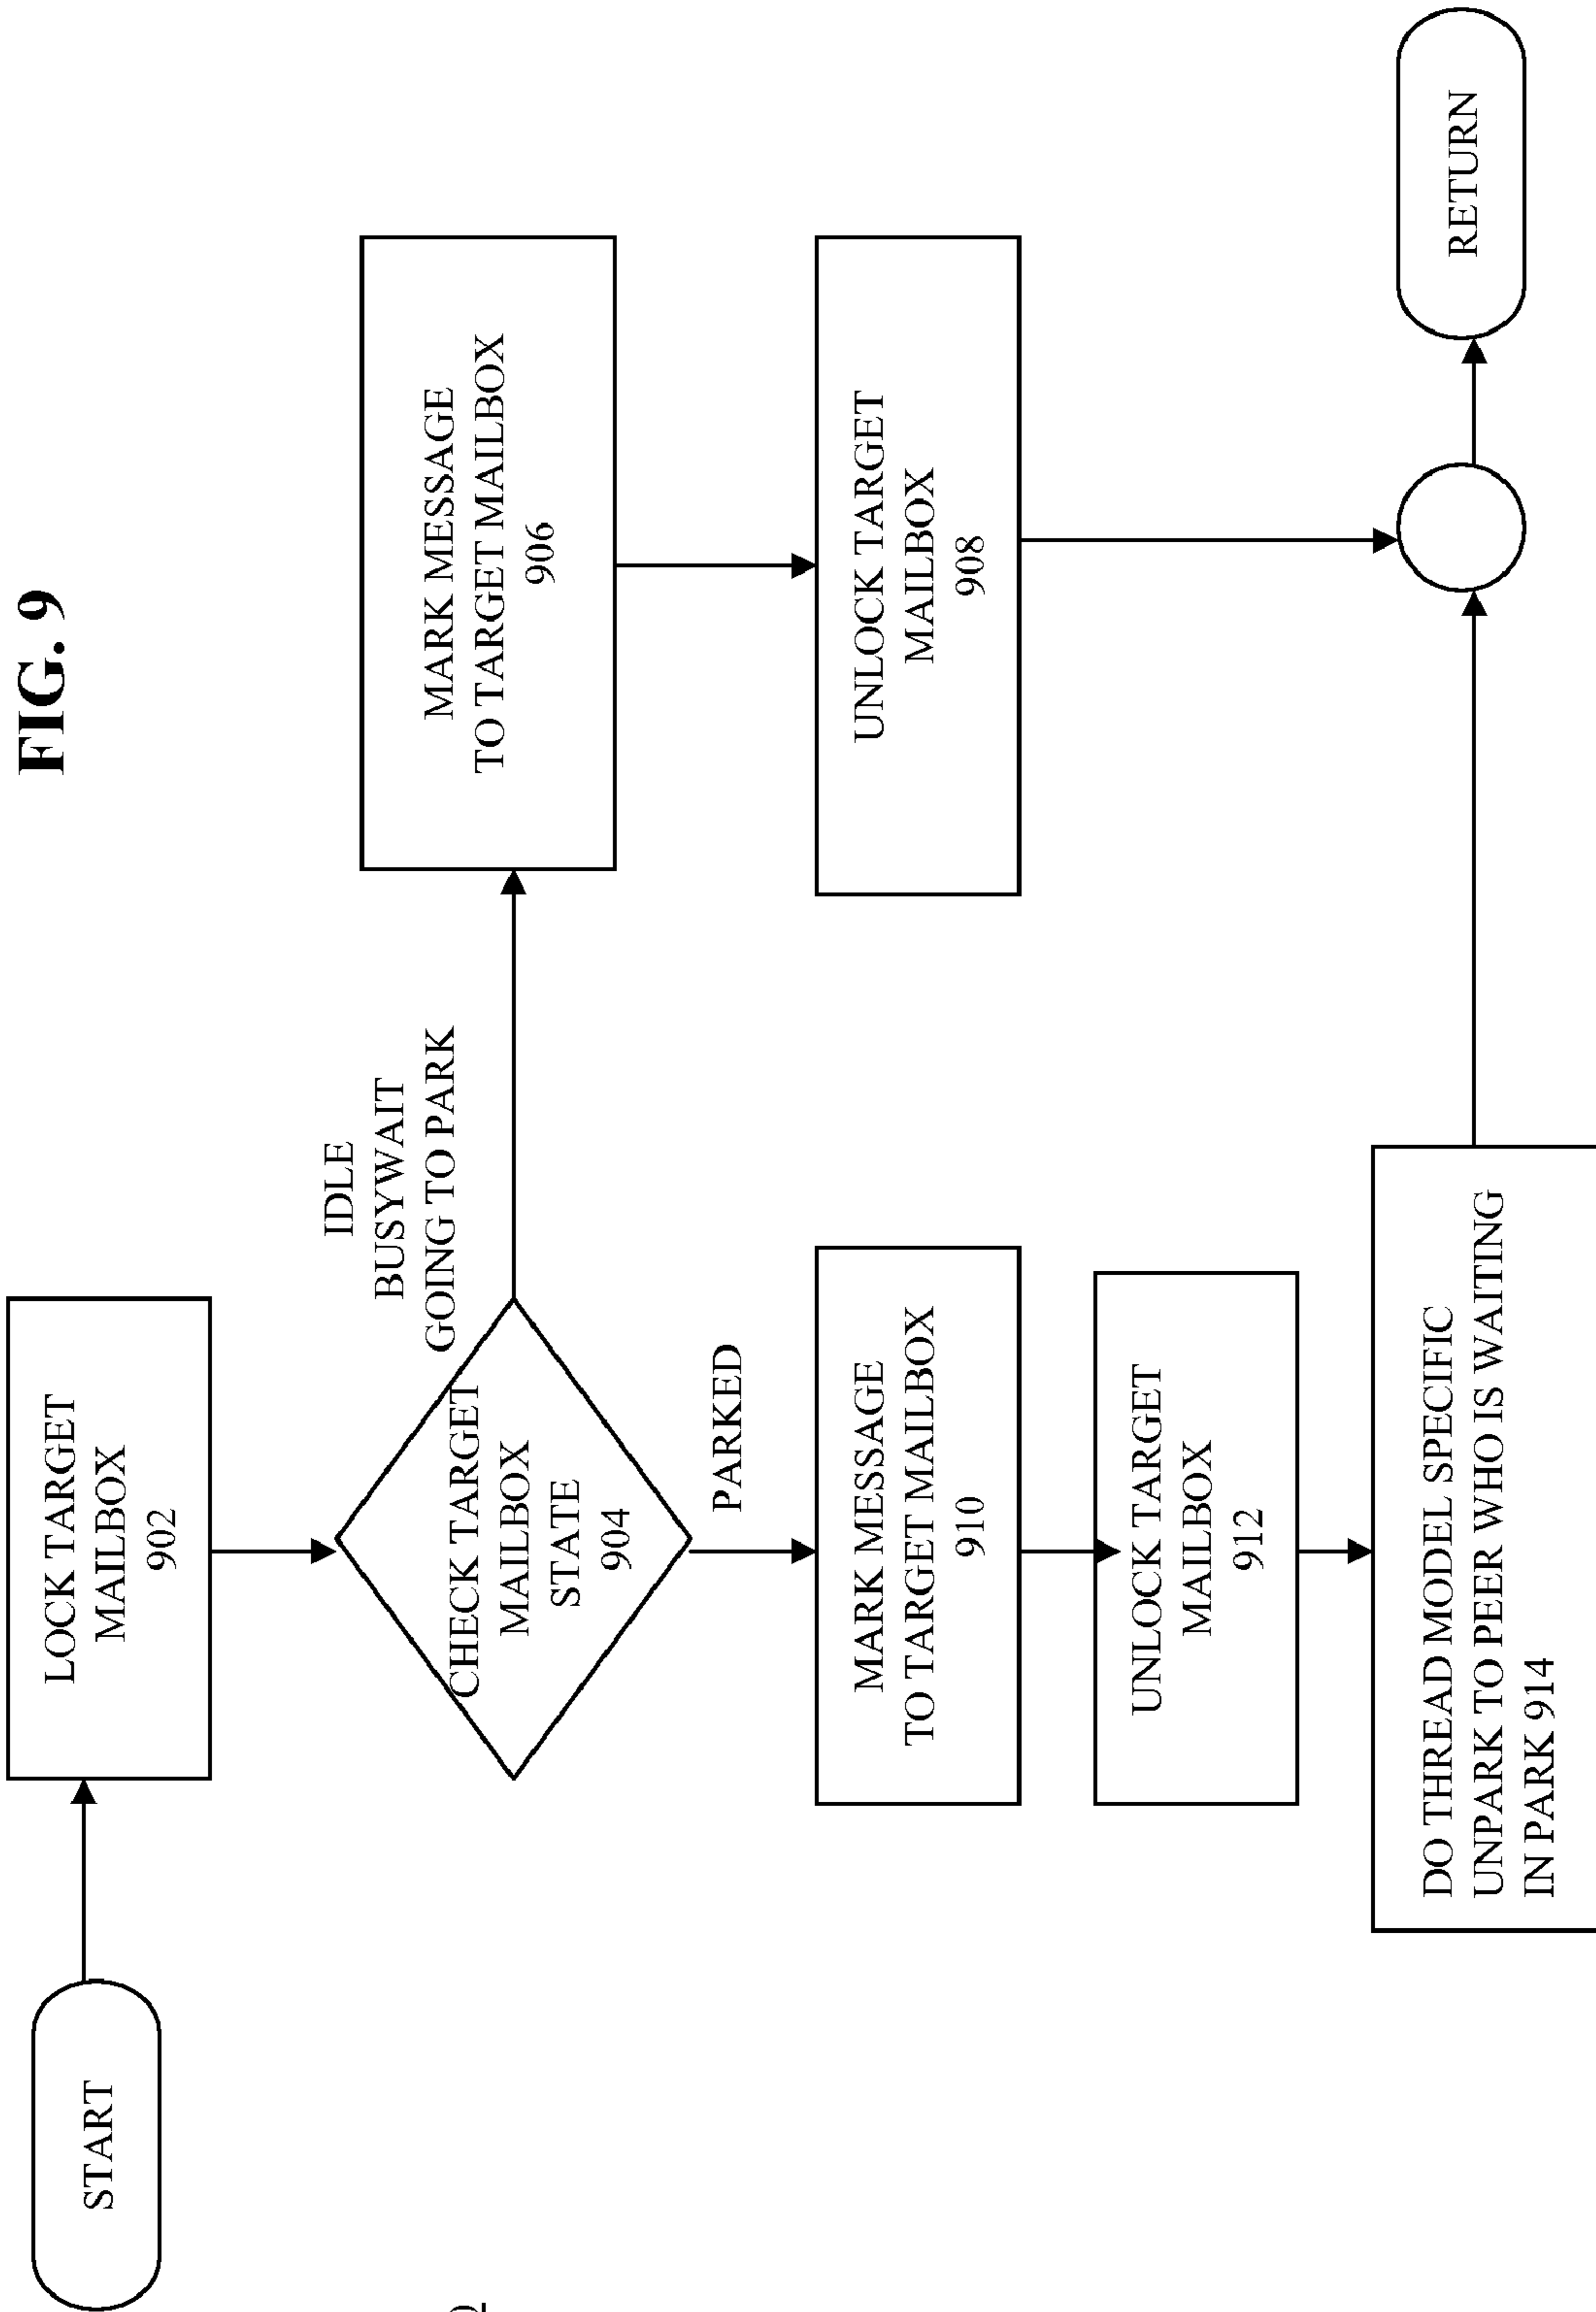 FIG. 9
START
LOCK TARGET
MAILBOX
902
CHECK TARGET
MAILBOX
STATE
904
IDLE
BUSYWAIT
GOING TO PARK
MARK MESSAGE
TO TARGET MAILBOX
906
UNLOCK TARGET
MAILBOX
908
PARKED
MARK MESSAGE
TO TARGET MAILBOX
910
UNLOCK TARGET
MAILBOX
912
DO THREAD MODEL SPECIFIC
UNPARK TO PEER WHO IS WAITING
IN PARK 914
RETURN